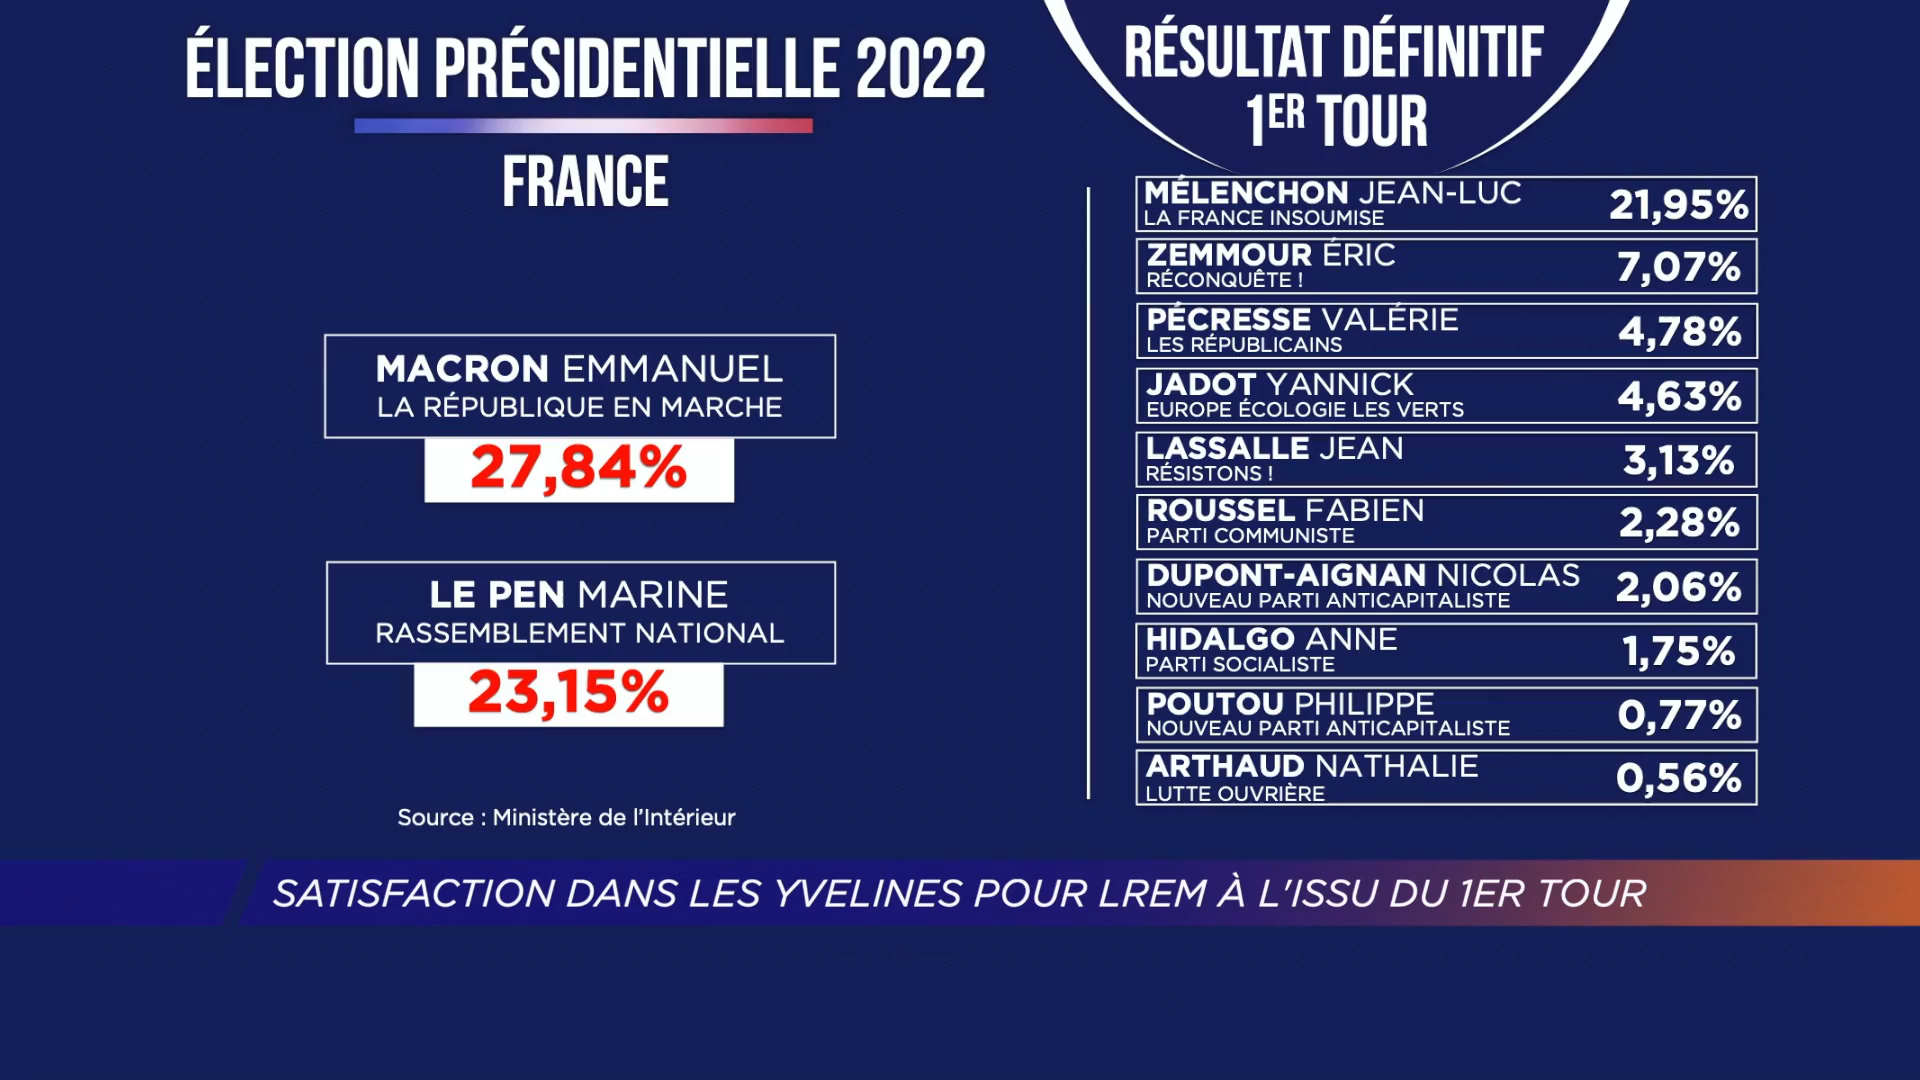 ÉLECTION PRÉSIDENTIELLE 2022
FRANCE
MACRON EMMANUEL
LA RÉPUBLIQUE EN MARCHE
27,84%
LE PEN MARINE
RASSEMBLEMENT NATIONAL
23,15%
Source : Ministère de l'Intérieur
RÉSULTAT DÉFINITIF
1ER TOUR
MÉLENCHON JEAN-LUC
LA FRANCE INSOUMISE
21,95%
ZEMMOUR ÉRIC
RÉCONQUÊTE !
7,07%
PÉCRESSE VALÉRIE
LES RÉPUBLICAINS
4,78%
JADOT YANNICK
EUROPE ÉCOLOGIE LES VERTS
4,63%
LASSALLE JEAN
RÉSISTONS !
3,13%
ROUSSEL FABIEN
PARTI COMMUNISTE
2,28%
DUPONT-AIGNAN NICOLAS
NOUVEAU PARTI ANTICAPITALISTE
2,06%
HIDALGO ANNE
PARTI SOCIALISTE
1,75%
POUTOU PHILIPPE
NOUVEAU PARTI ANTICAPITALISTE
0,77%
ARTHAUD NATHALIE
LUTTE OUVRIÈRE
0,56%
SATISFACTION DANS LES YVELINES POUR LREM À L'ISSU DU 1ER TOUR